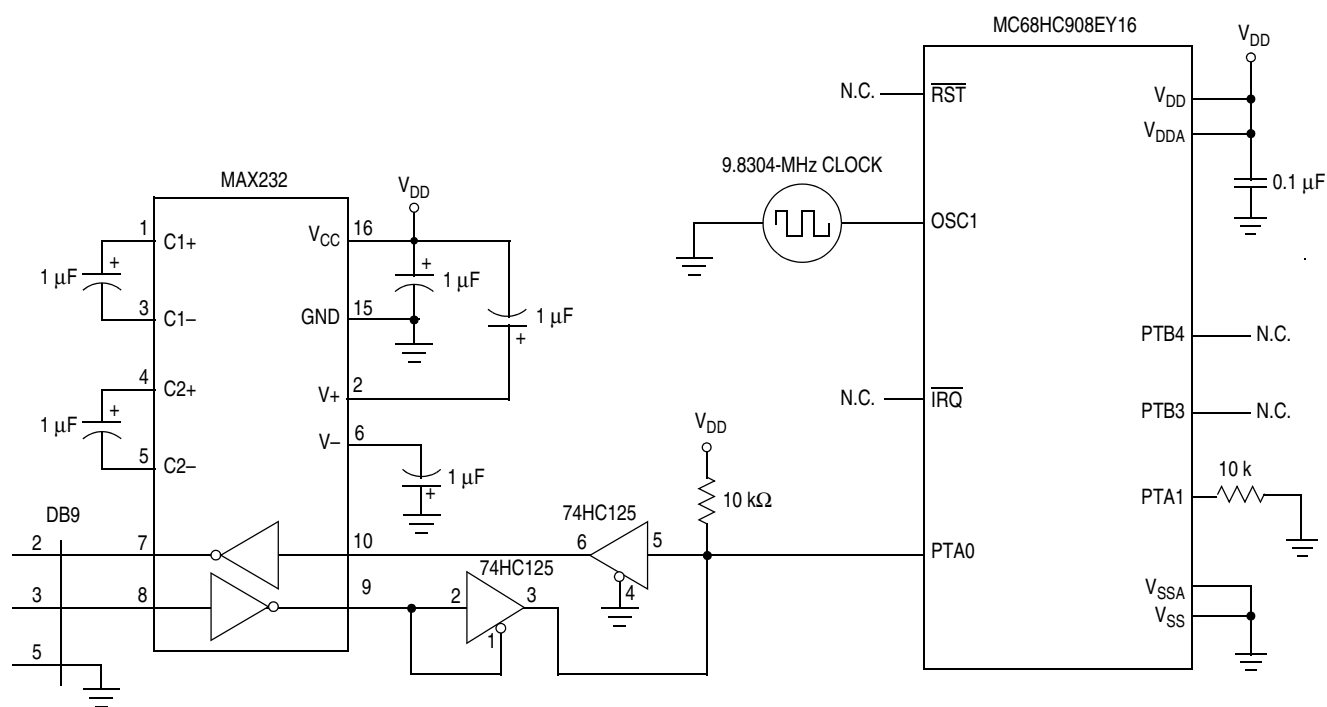 MC68HC908EY16
VDD
N.C.
RST
VDD
VDDA
0.1 µF
9.8304-MHz CLOCK
OSC1
MAX232
VDD
1
C1+
VCC
16
1 µF
+
+
1 µF
3
C1–
GND
15
1 µF
+
PTB4
N.C.
4
C2+
V+
2
N.C.
IRQ
PTB3
N.C.
1 µF
+
VDD
V–
6
5
C2–
1 µF
+
10 kΩ
PTA1
10 k
DB9
74HC125
2
7
10
6
5
4
PTA0
74HC125
3
8
9
2
3
1
VSSA
VSS
5